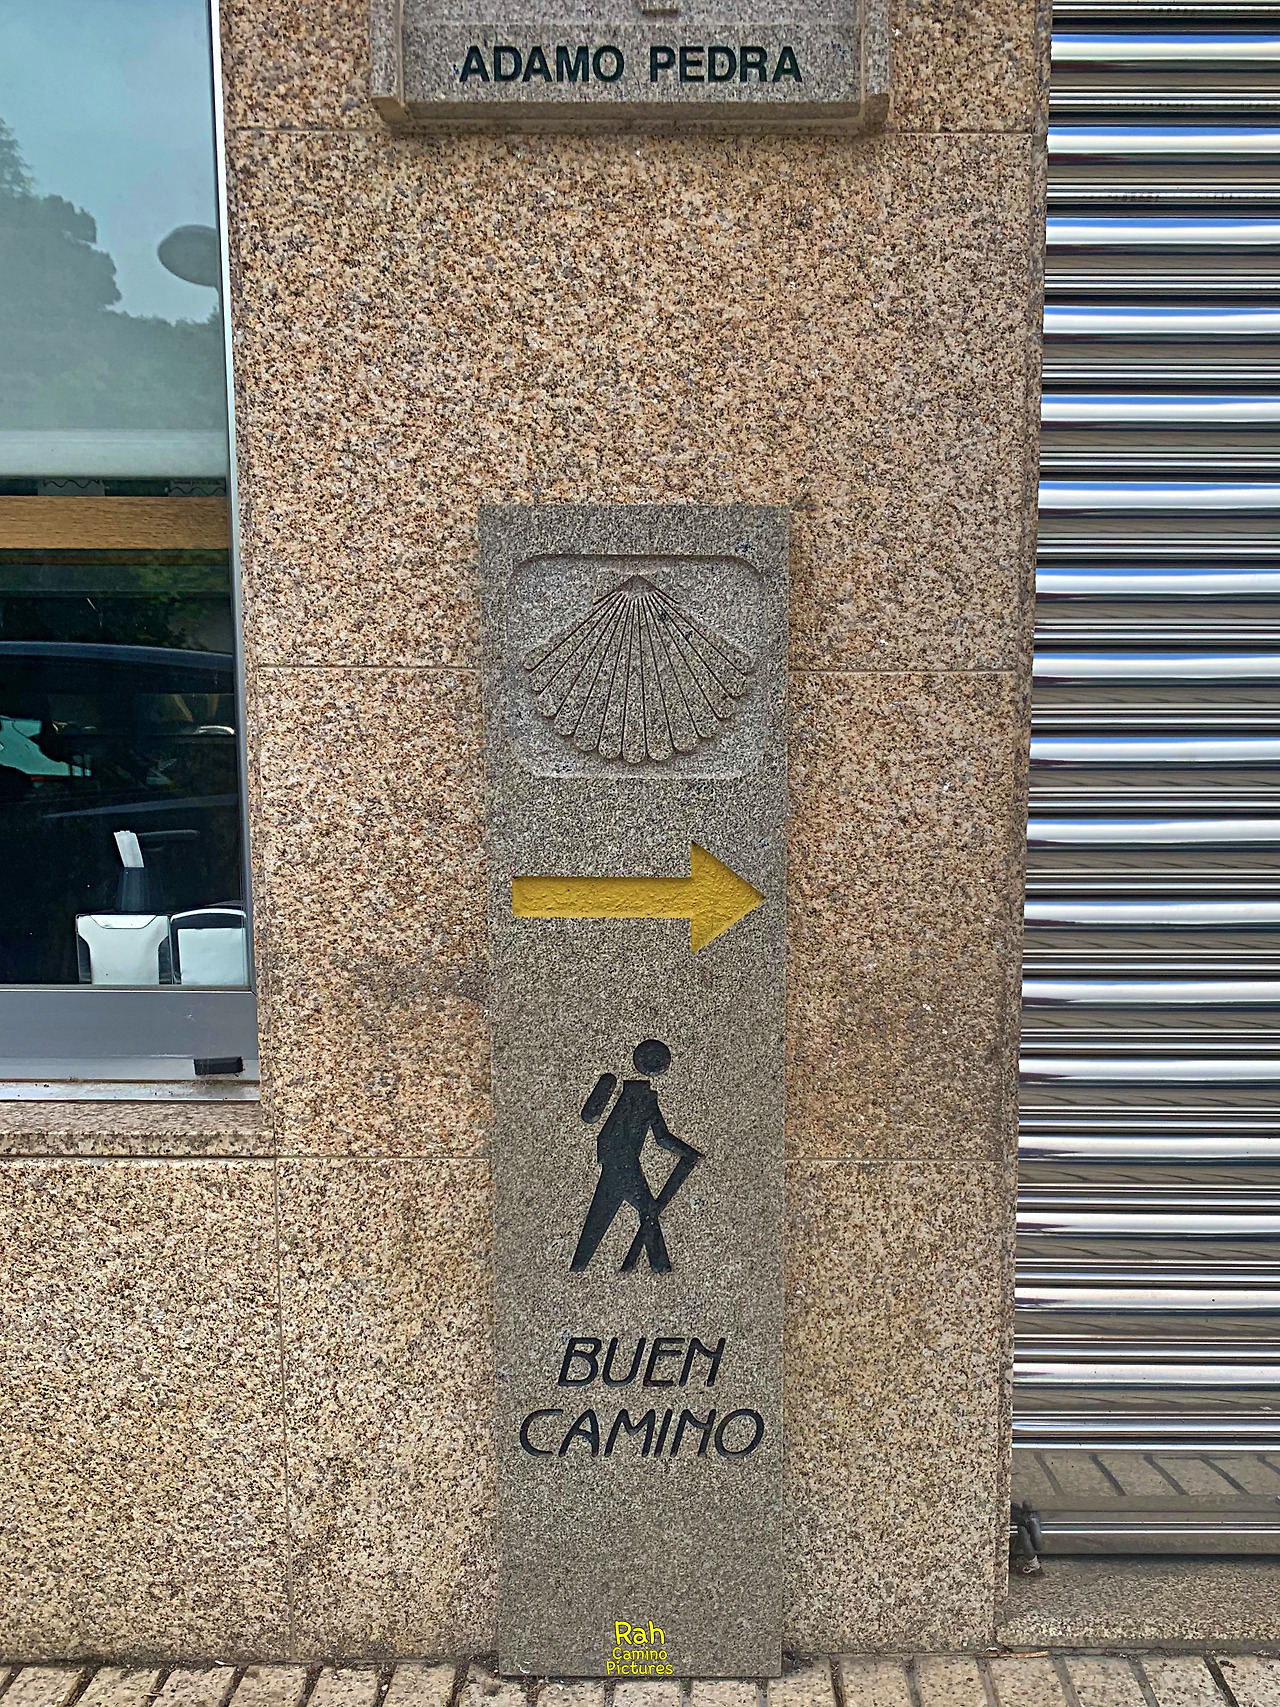 ADAMO PEDRA
BUEN
CAMINO
Rah
Camino
Pictures